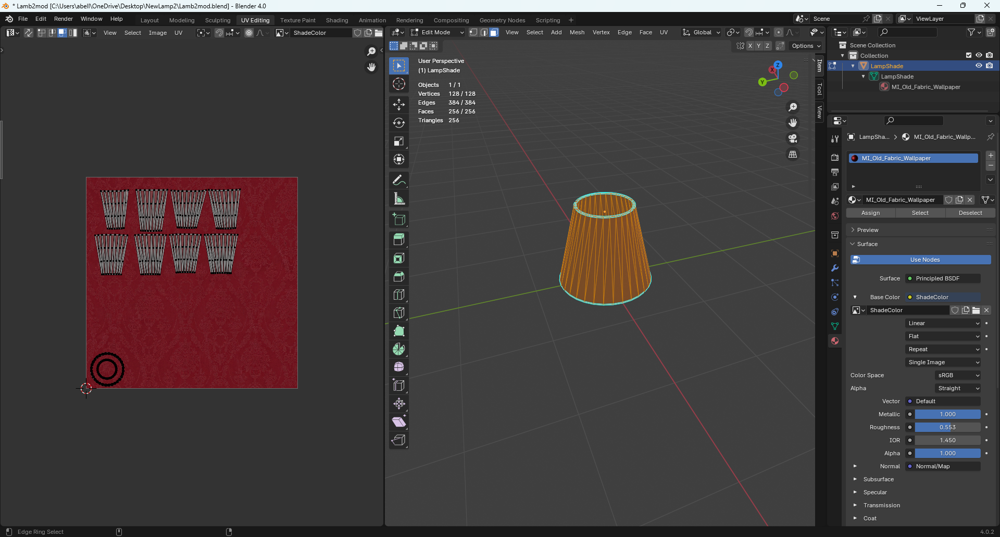 * Lamb2mod [C:\Users\abell\OneDrive\Desktop\NewLamp2\Lamb2mod.blend] - Blender 4.0
File Edit Render Window Help
Layout Modeling Sculpting UV Editing Texture Paint Shading Animation Rendering Compositing Geometry Nodes Scripting +
Scene
ViewLayer
View Select Image UV
ShadeColor
Edit Mode
View Select Add Mesh Vertex Edge Face UV
Global
X Y Z
Options
User Perspective
(1) LampShade
Objects 1 / 1
Vertices 128 / 128
Edges 384 / 384
Faces 256 / 256
Triangles 256
Z
X
Y
Item
Tool
View
Scene Collection
Collection
LampShade
LampShade
MI_Old_Fabric_Wallpaper
LampSha...
MI_Old_Fabric_Wallp...
MI_Old_Fabric_Wallpaper
MI_Old_Fabric_Wallpaper
Assign Select Deselect
Preview
Surface
Use Nodes
Surface Principled BSDF
Base Color ShadeColor
ShadeColor
Linear
Flat
Repeat
Single Image
Color Space sRGB
Alpha Straight
Vector Default
Metallic 1.000
Roughness 0.553
IOR 1.450
Alpha 1.000
Normal Normal/Map
Subsurface
Specular
Transmission
Coat
Edge Ring Select
4.0.2